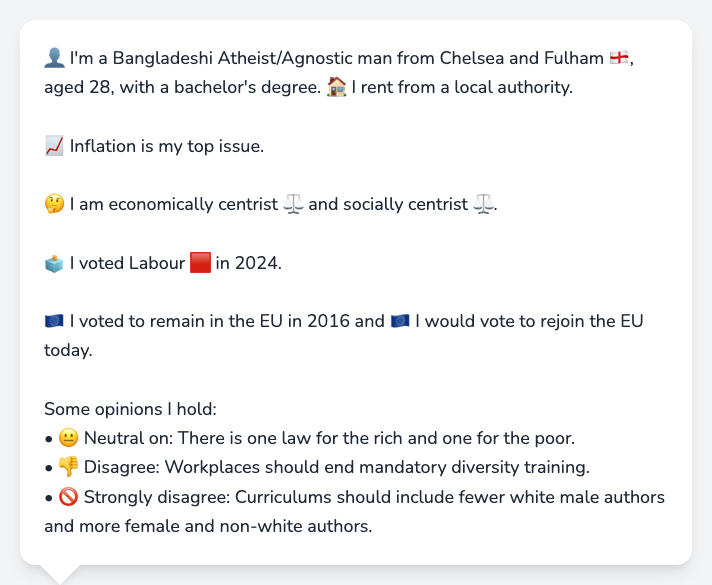 👤 I'm a Bangladeshi Atheist/Agnostic man from Chelsea and Fulham 🏴󠁧󠁢󠁥󠁮󠁧󠁿,
aged 28, with a bachelor's degree. 🏠 I rent from a local authority.
📈 Inflation is my top issue.
🤔 I am economically centrist ⚖️ and socially centrist ⚖️.
🗳️ I voted Labour 🟥 in 2024.
🇪🇺 I voted to remain in the EU in 2016 and 🇪🇺 I would vote to rejoin the EU
today.
Some opinions I hold:
• 😐 Neutral on: There is one law for the rich and one for the poor.
• 👎 Disagree: Workplaces should end mandatory diversity training.
• 🚫 Strongly disagree: Curriculums should include fewer white male authors
and more female and non-white authors.